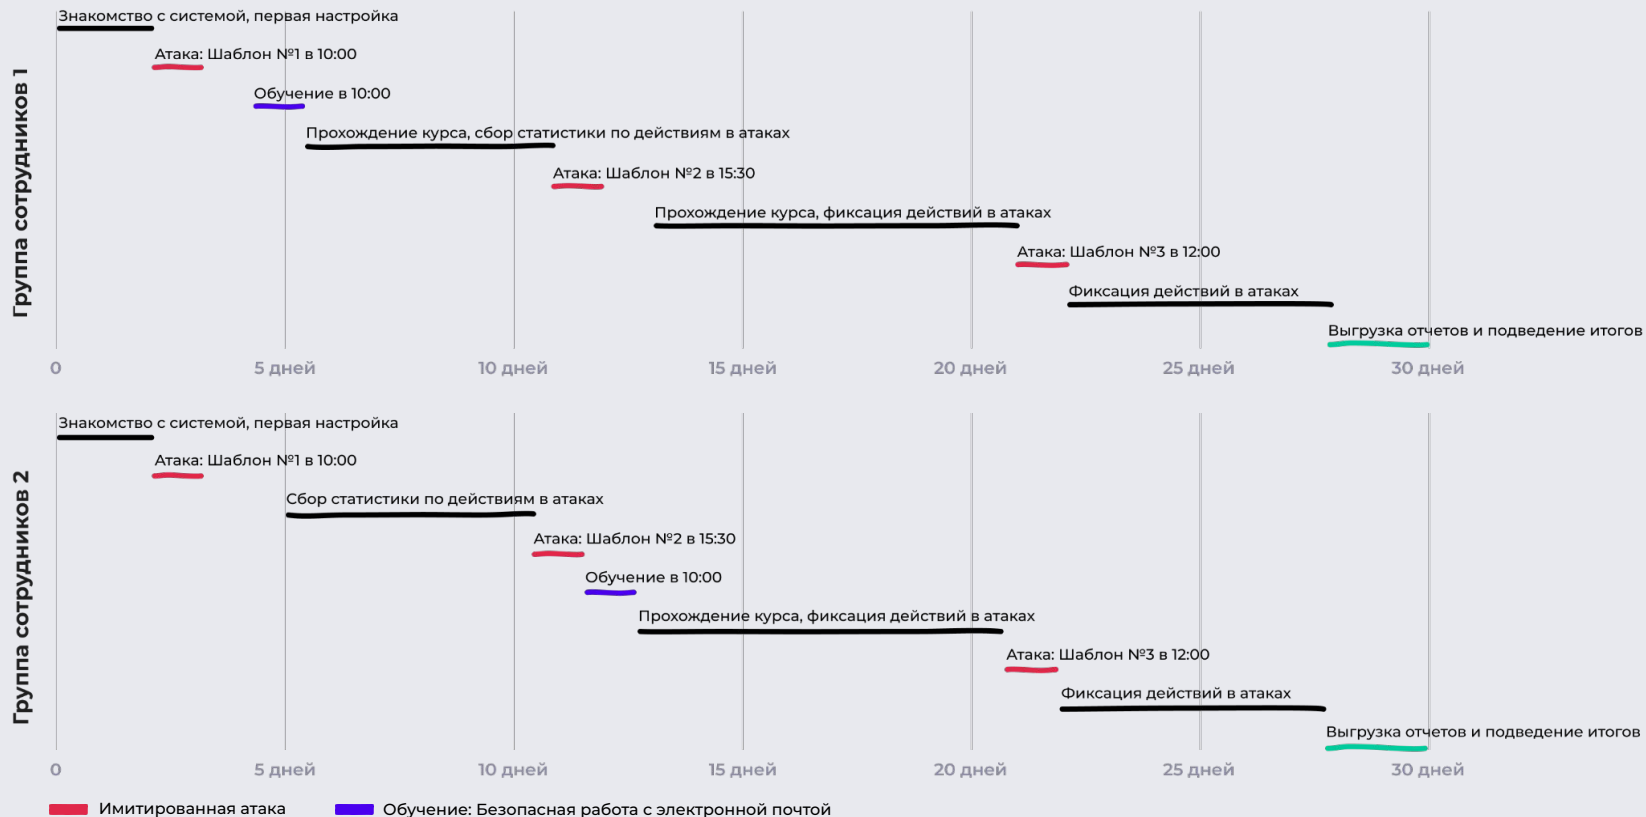 Группа сотрудников 1
Знакомство с системой, первая настройка
Атака: Шаблон №1 в 10:00
Обучение в 10:00
Прохождение курса, сбор статистики по действиям в атаках
Атака: Шаблон №2 в 15:30
Прохождение курса, фиксация действий в атаках
Атака: Шаблон №3 в 12:00
Фиксация действий в атаках
Выгрузка отчетов и подведение итогов
0 5 дней 10 дней 15 дней 20 дней 25 дней 30 дней
Группа сотрудников 2
Знакомство с системой, первая настройка
Атака: Шаблон №1 в 10:00
Сбор статистики по действиям в атаках
Атака: Шаблон №2 в 15:30
Обучение в 10:00
Прохождение курса, фиксация действий в атаках
Атака: Шаблон №3 в 12:00
Фиксация действий в атаках
Выгрузка отчетов и подведение итогов
0 5 дней 10 дней 15 дней 20 дней 25 дней 30 дней
Имитированная атака Обучение: Безопасная работа с электронной почтой